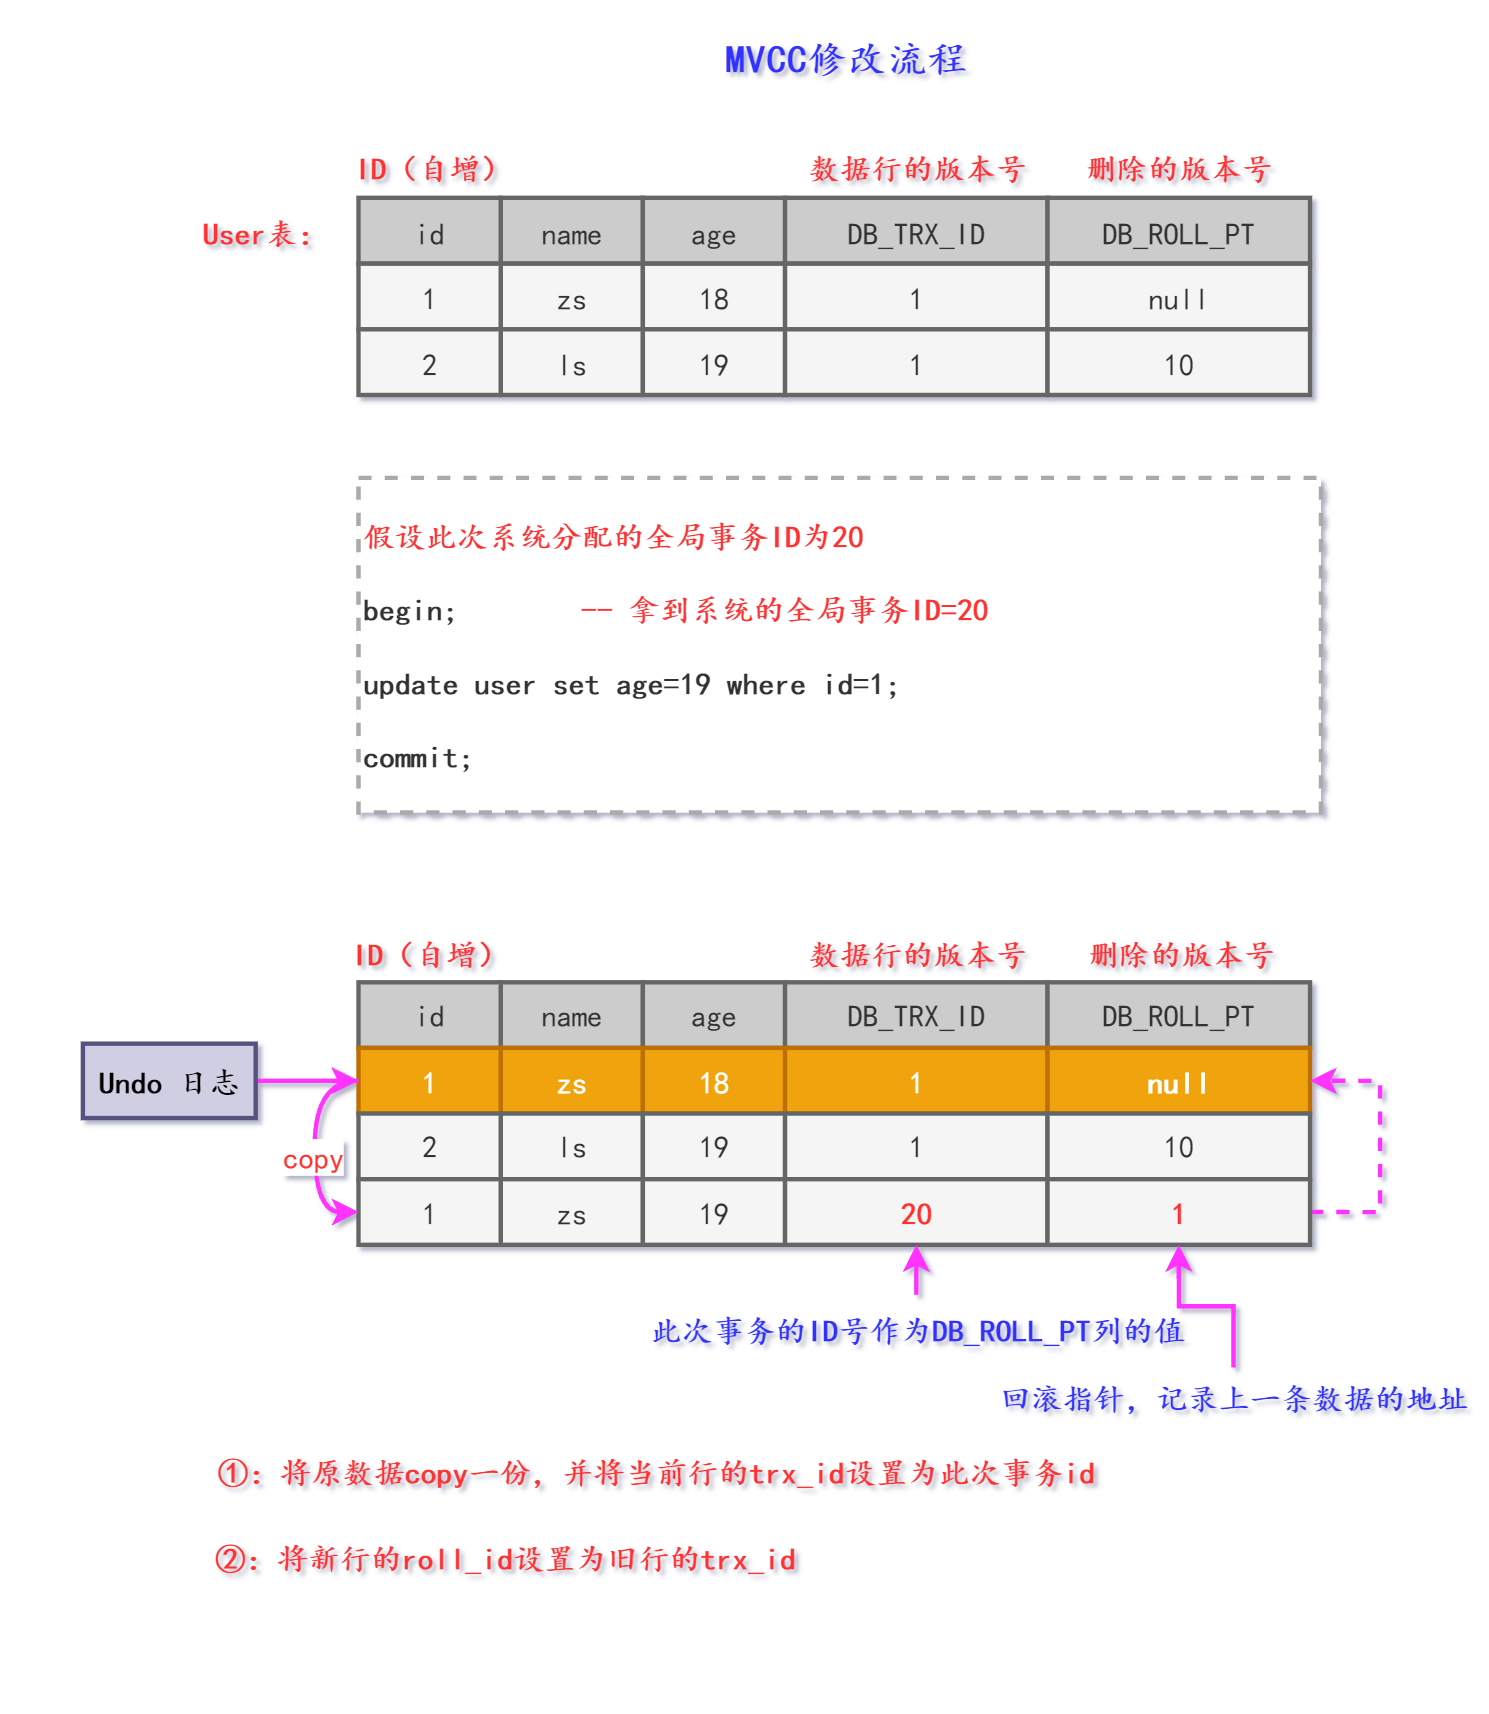 MVCC修改流程
ID（自增） 数据行的版本号 删除的版本号
User表：
id name age DB_TRX_ID DB_ROLL_PT
1 zs 18 1 null
2 ls 19 1 10
假设此次系统分配的全局事务ID为20
begin; -- 拿到系统的全局事务ID=20
update user set age=19 where id=1;
commit;
ID（自增） 数据行的版本号 删除的版本号
id name age DB_TRX_ID DB_ROLL_PT
Undo 日志
1 zs 18 1 null
2 ls 19 1 10
copy
1 zs 19 20 1
此次事务的ID号作为DB_ROLL_PT列的值
回滚指针，记录上一条数据的地址
①：将原数据copy一份，并将当前行的trx_id设置为此次事务id
②：将新行的roll_id设置为旧行的trx_id